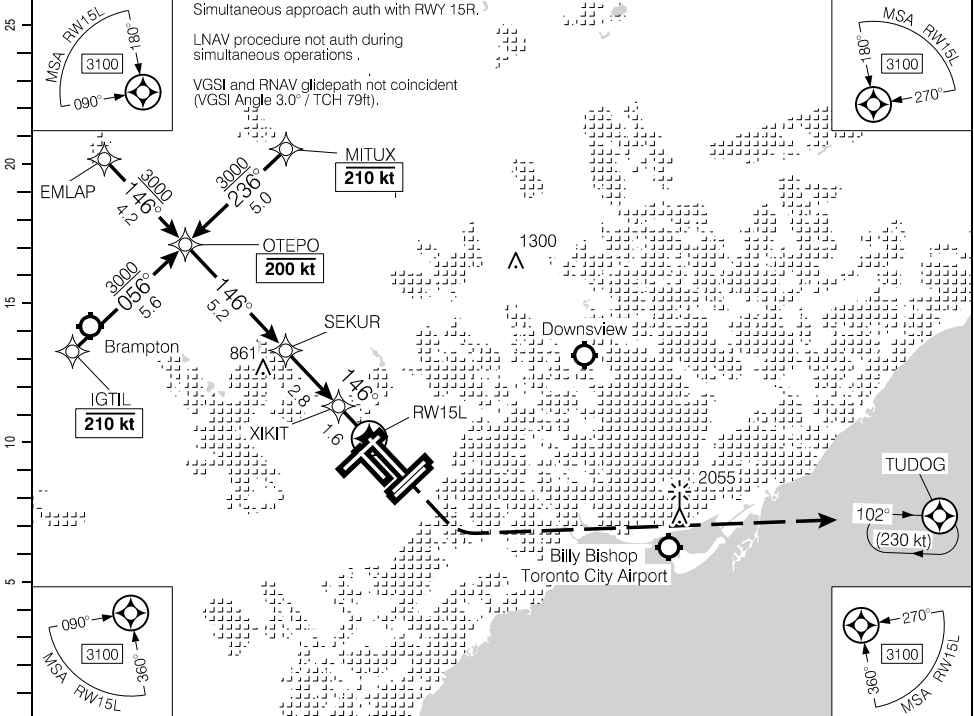 Simultaneous approach auth with RWY 15R.
LNAV procedure not auth during
simultaneous operations .
VGSI and RNAV glidepath not coincident
(VGSI Angle 3.0° / TCH 79ft).
MSA RW15L
180°
3100
090°
MSA RW15L
180°
3100
270°
25
20
15
10
5
EMLAP
3000
146°
4.2
MITUX
210 kt
3000
236°
5.0
OTEPO
200 kt
3000
056°
5.6
Brampton
IGTIL
210 kt
146°
5.2
SEKUR
861
2.8
146°
XIKIT
1.6
RW15L
1300
Downsview
2055
TUDOG
102°
(230 kt)
Billy Bishop
Toronto City Airport
090°
3100
360°
MSA RW15L
270°
3100
360°
MSA RW15L